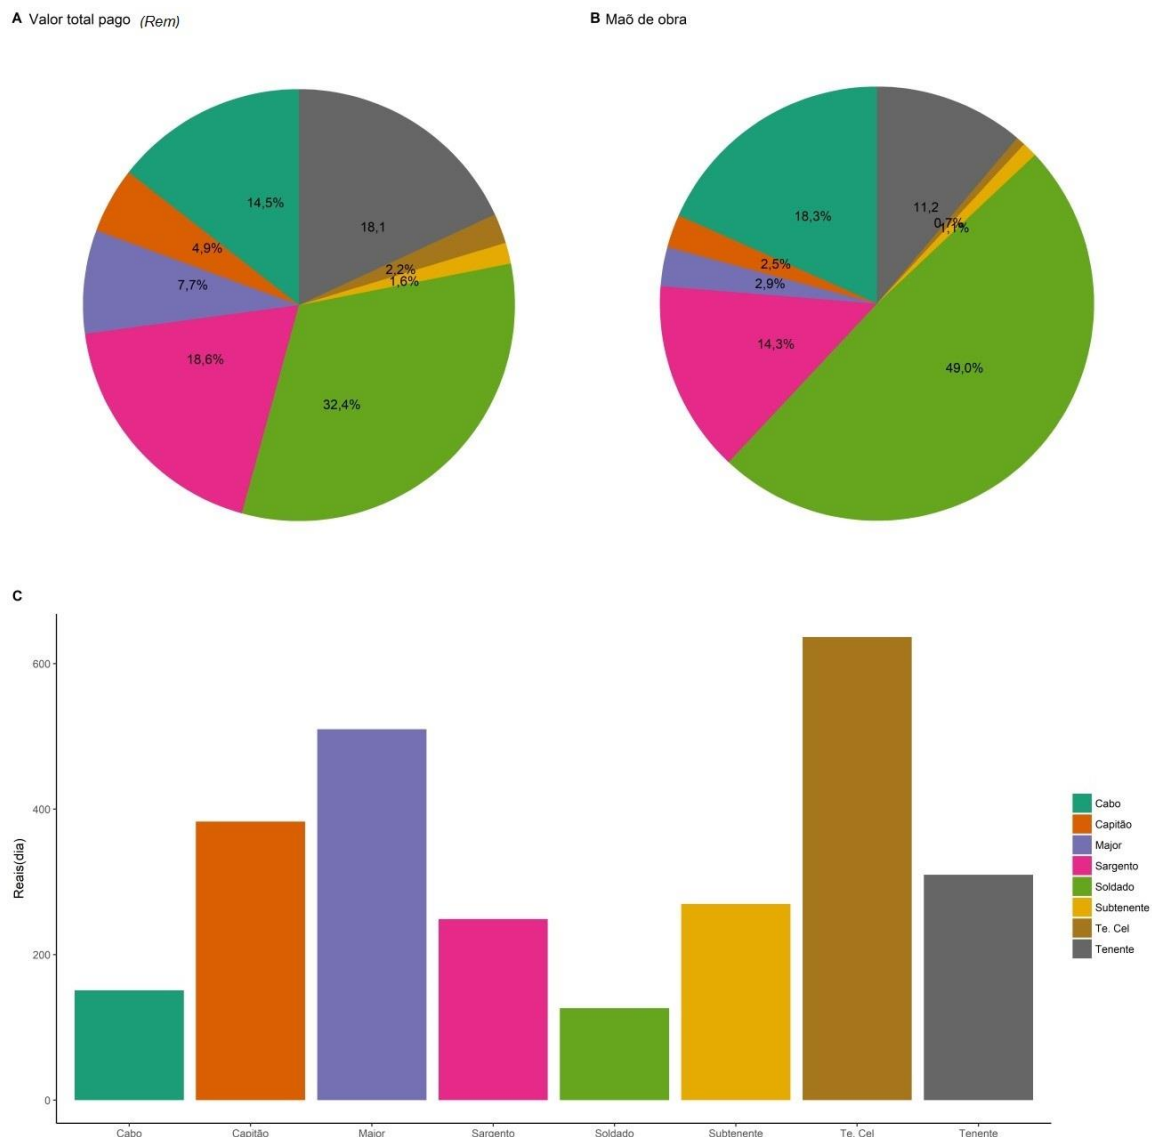 A Valor total pago (Rem)
B Maõ de obra
14,5%
18,1
4,9%
2,2%
1,6%
7,7%
18,6%
32,4%
18,3%
11,2
0,7%
1,1%
2,5%
2,9%
14,3%
49,0%
C
600
400
200
0
Reais(dia)
Cabo
Capitão
Major
Sargento
Soldado
Subtenente
Te. Cel
Tenente
Cabo Capitão Major Sargento Soldado Subtenente Te. Cel Tenente